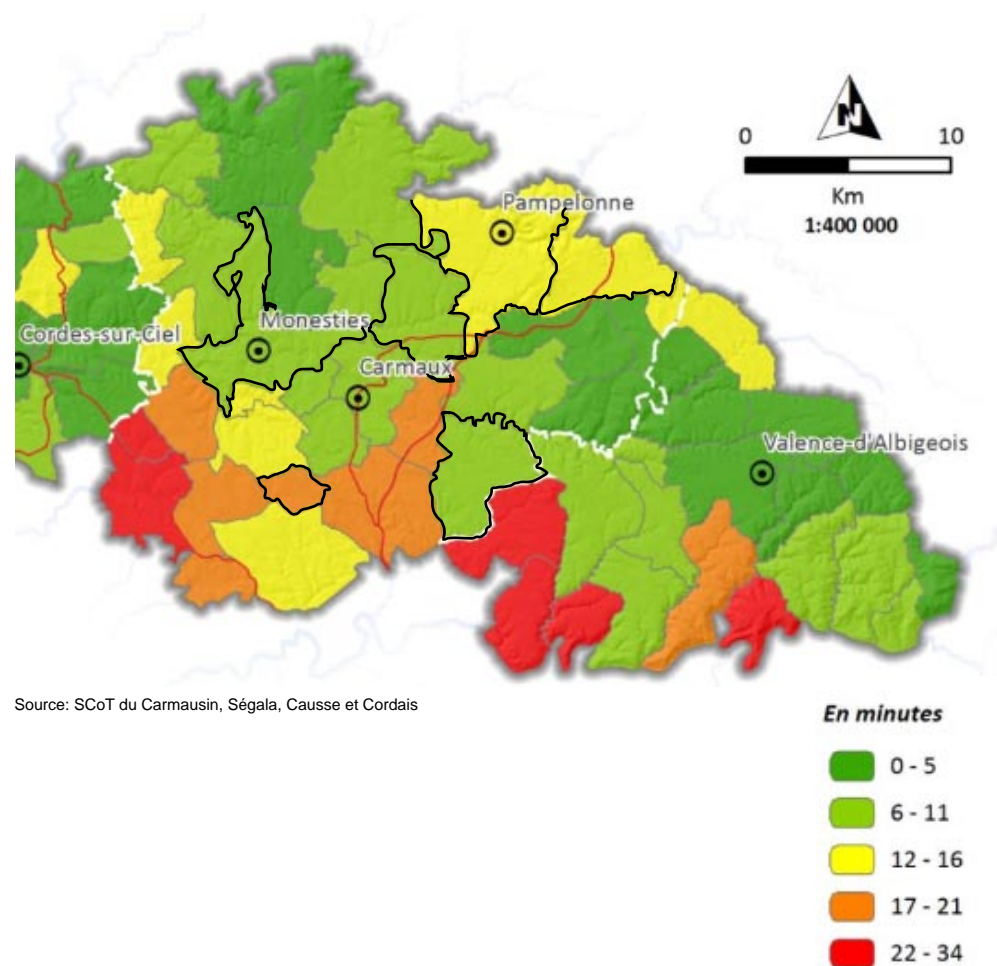 N
0 10
Km
1:400 000
Pampelonne
Cordes-sur-Ciel
Monesties
Carmaux
Valence-d'Albigeois
Source: SCoT du Carmausin, Ségala, Causse et Cordais
En minutes
0 - 5
6 - 11
12 - 16
17 - 21
22 - 34